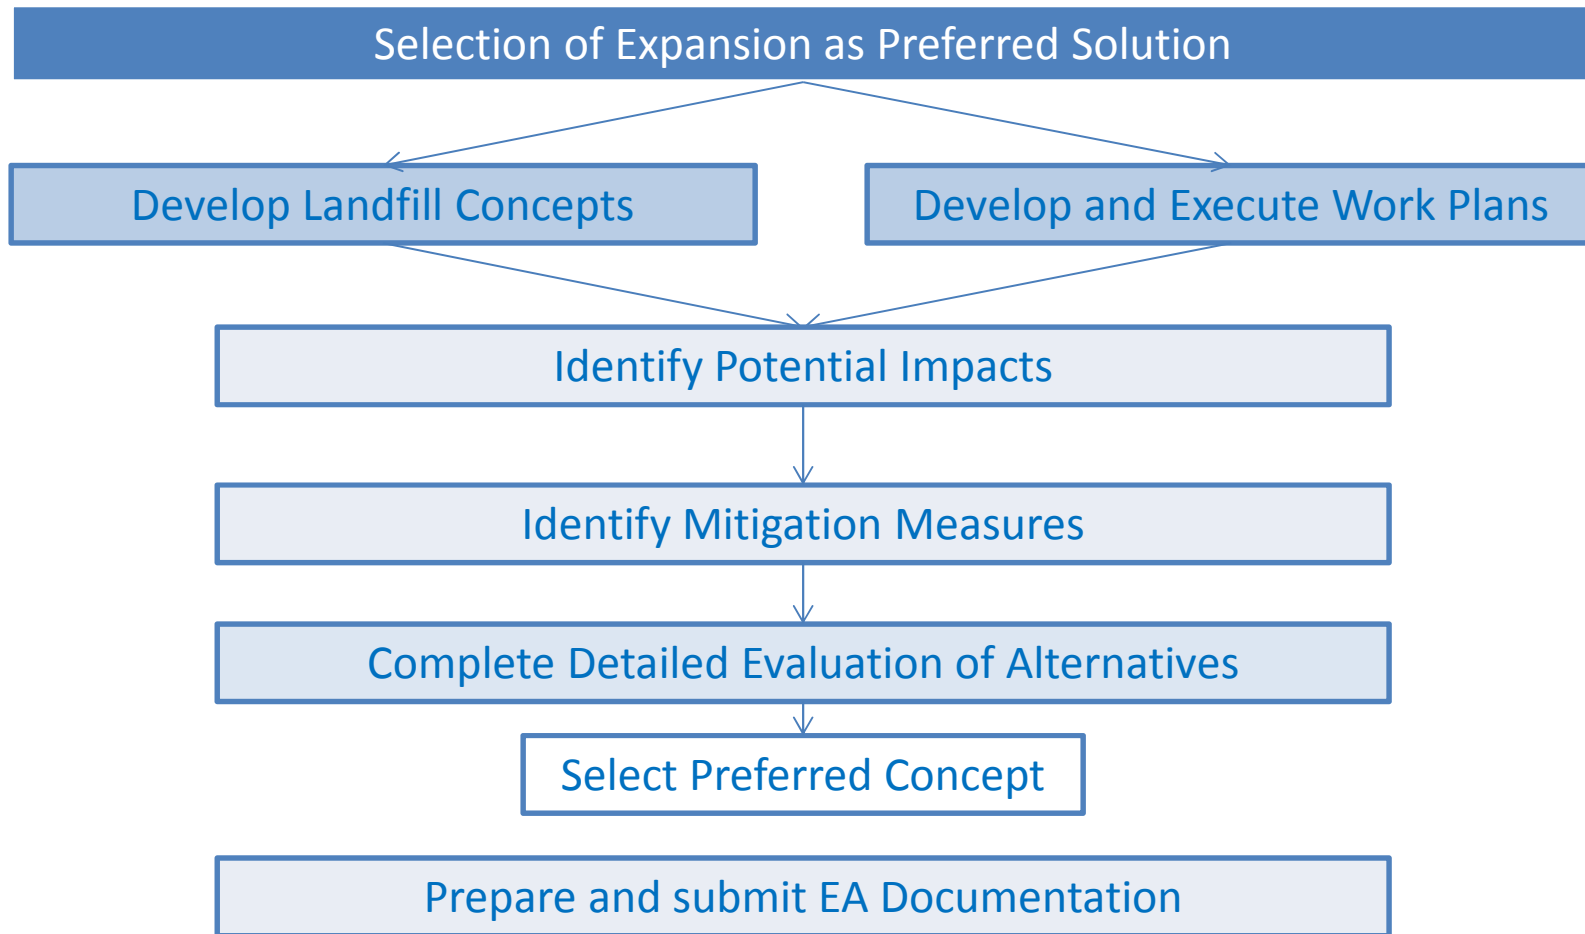 Selection of Expansion as Preferred Solution
Develop Landfill Concepts
Develop and Execute Work Plans
Identify Potential Impacts
Identify Mitigation Measures
Complete Detailed Evaluation of Alternatives
Select Preferred Concept
Prepare and submit EA Documentation